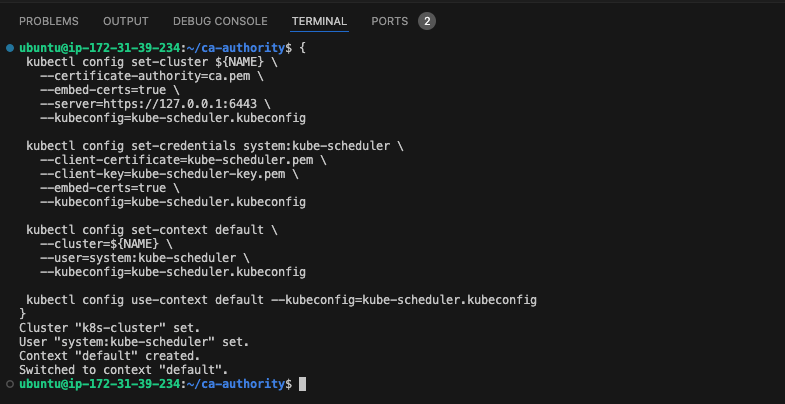 PROBLEMS OUTPUT DEBUG CONSOLE TERMINAL PORTS 2
ubuntu@ip-172-31-39-234:~/ca-authority$ {
kubectl config set-cluster ${NAME} \
--certificate-authority=ca.pem \
--embed-certs=true \
--server=https://127.0.0.1:6443 \
--kubeconfig=kube-scheduler.kubeconfig
kubectl config set-credentials system:kube-scheduler \
--client-certificate=kube-scheduler.pem \
--client-key=kube-scheduler-key.pem \
--embed-certs=true \
--kubeconfig=kube-scheduler.kubeconfig
kubectl config set-context default \
--cluster=${NAME} \
--user=system:kube-scheduler \
--kubeconfig=kube-scheduler.kubeconfig
kubectl config use-context default --kubeconfig=kube-scheduler.kubeconfig
}
Cluster "k8s-cluster" set.
User "system:kube-scheduler" set.
Context "default" created.
Switched to context "default".
ubuntu@ip-172-31-39-234:~/ca-authority$